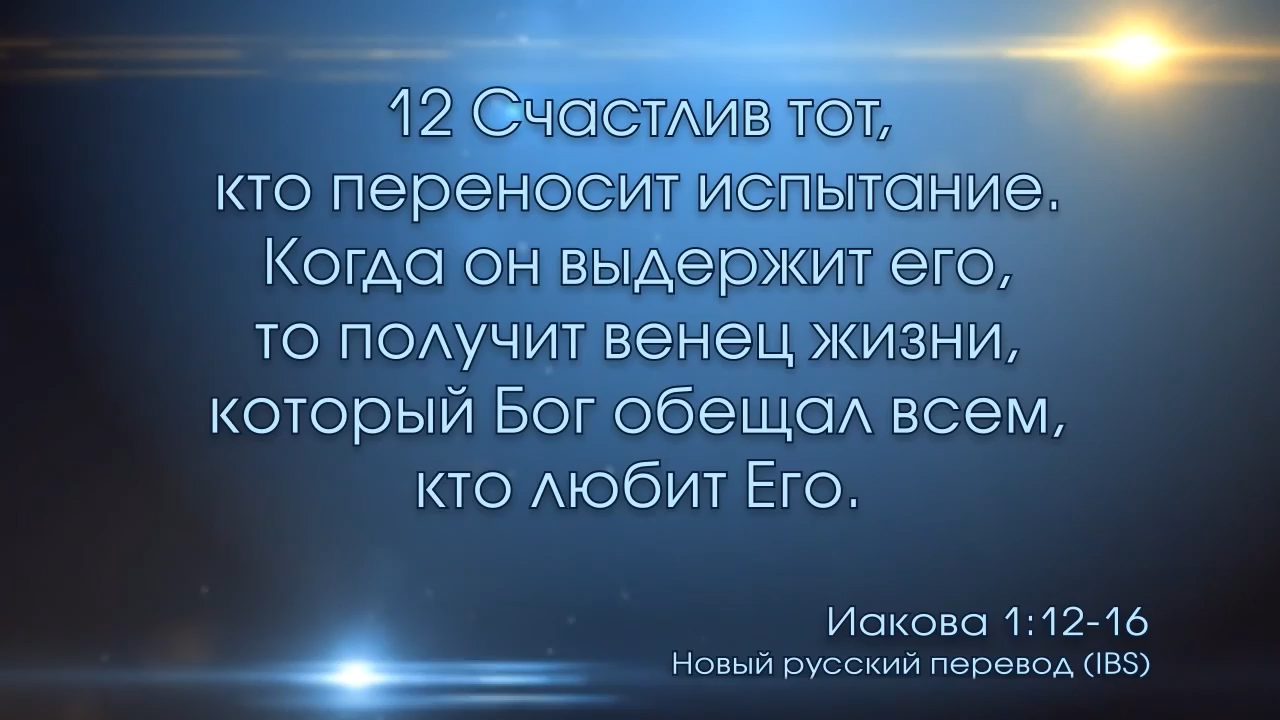 12 Счастлив тот,
кто переносит испытание.
Когда он выдержит его,
то получит венец жизни,
который Бог обещал всем,
кто любит Его.
Иакова 1:12-16
Новый русский перевод (IBS)